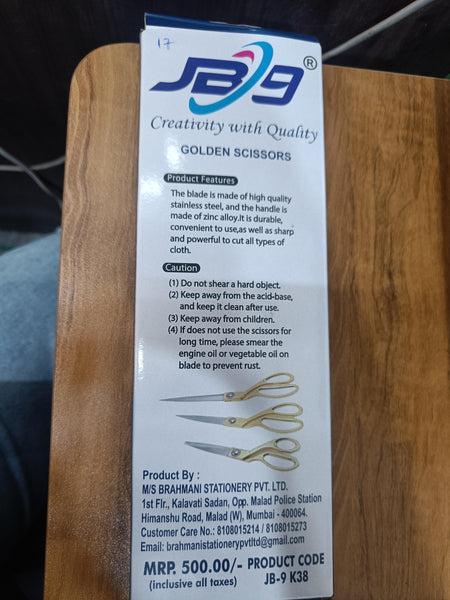 17
JB-9®
Creativity with Quality
GOLDEN SCISSORS
Product Features
The blade is made of high quality
stainless steel, and the handle is
made of zinc alloy.It is durable,
convenient to use,as well as sharp
and powerful to cut all types of
cloth.
Caution
(1) Do not shear a hard object.
(2) Keep away from the acid-base,
and keep it clean after use.
(3) Keep away from children.
(4) If does not use the scissors for
long time, please smear the
engine oil or vegetable oil on
blade to prevent rust.
Product By :
M/S BRAHMANI STATIONERY PVT. LTD.
1st Flr., Kalavati Sadan, Opp. Malad Police Station
Himanshu Road, Malad (W), Mumbai - 400064.
Customer Care No.: 8108015214 / 8108015273
Email: brahmanistationerypvtltd@gmail.com
MRP. 500.00/- PRODUCT CODE
(inclusive all taxes) JB-9 K38